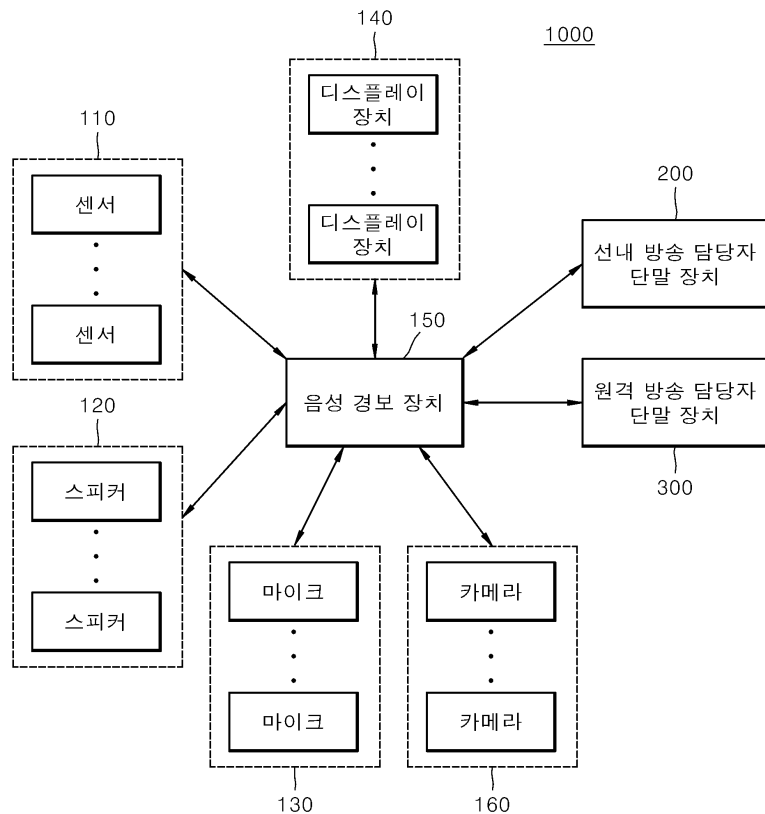 140
1000
디스플레이
장치
디스플레이
장치
110
센서
센서
200
선내 방송 담당자
단말 장치
150
음성 경보 장치
원격 방송 담당자
단말 장치
300
120
스피커
스피커
마이크
마이크
130
카메라
카메라
160